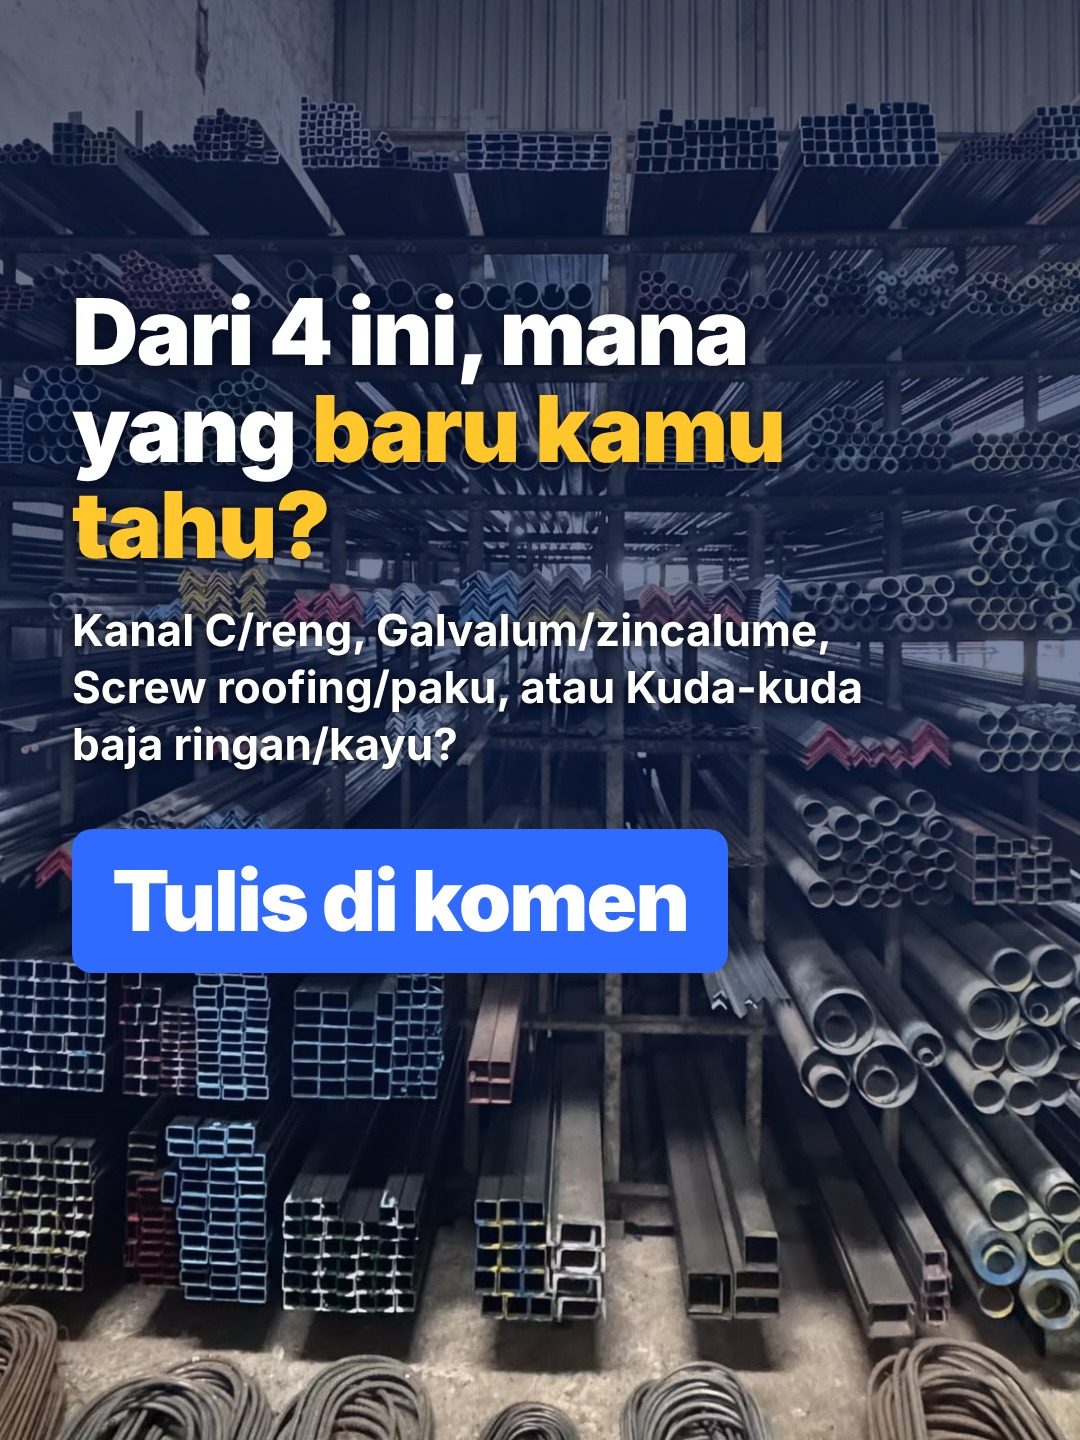 Dari 4 ini, mana
yang baru kamu
tahu?
Kanal C/reng, Galvalum/zincalume,
Screw roofing/paku, atau Kuda-kuda
baja ringan/kayu?
Tulis di komen